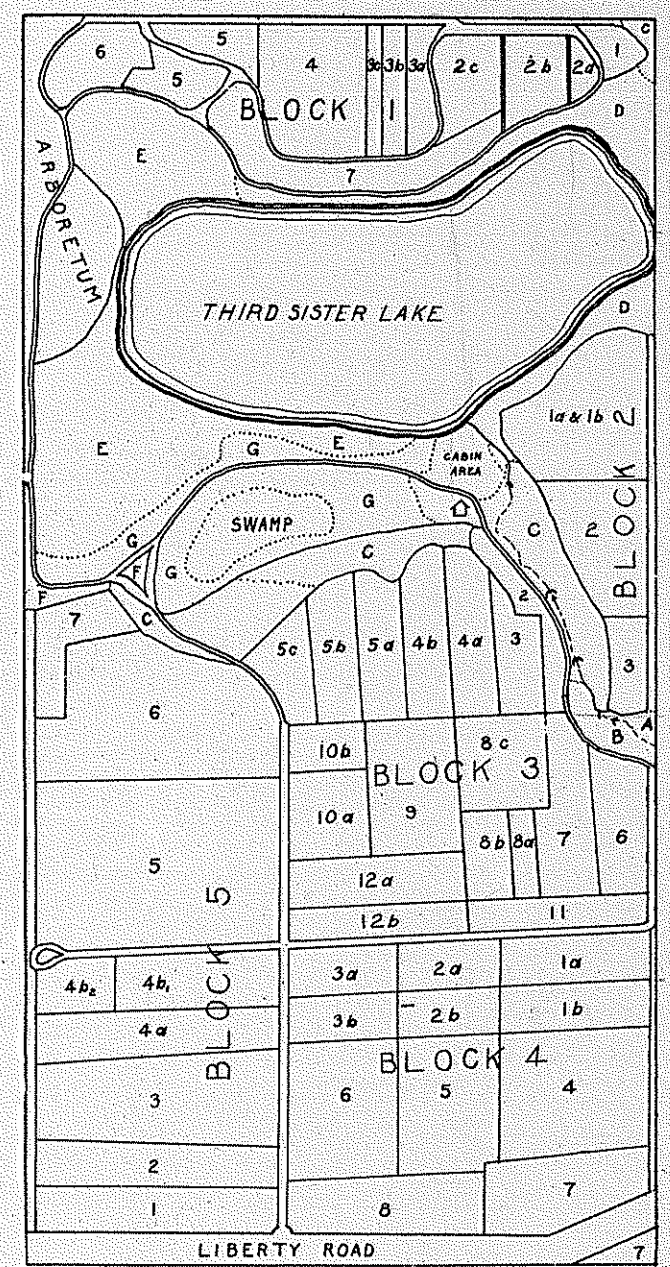 C
6
5
4
3c 3b 3a
2c
2b
2a
1
5
BLOCK 1
D
7
E
ARBORETUM
THIRD SISTER LAKE
D
1a & 1b
BLOCK 2
E
G
E
CABIN
AREA
G
SWAMP
C
2
G
C
G
F
F
C
7
2
5c
5b
5a
4b
4a
3
3
6
A
B
10b
8c
BLOCK 3
10a
9
5
8b
8a
7
6
12a
12b
11
BLOCK 5
4b2
4b1
3a
2a
1a
4a
3b
2b
1b
BLOCK 4
3
6
5
4
2
7
1
8
LIBERTY ROAD
7